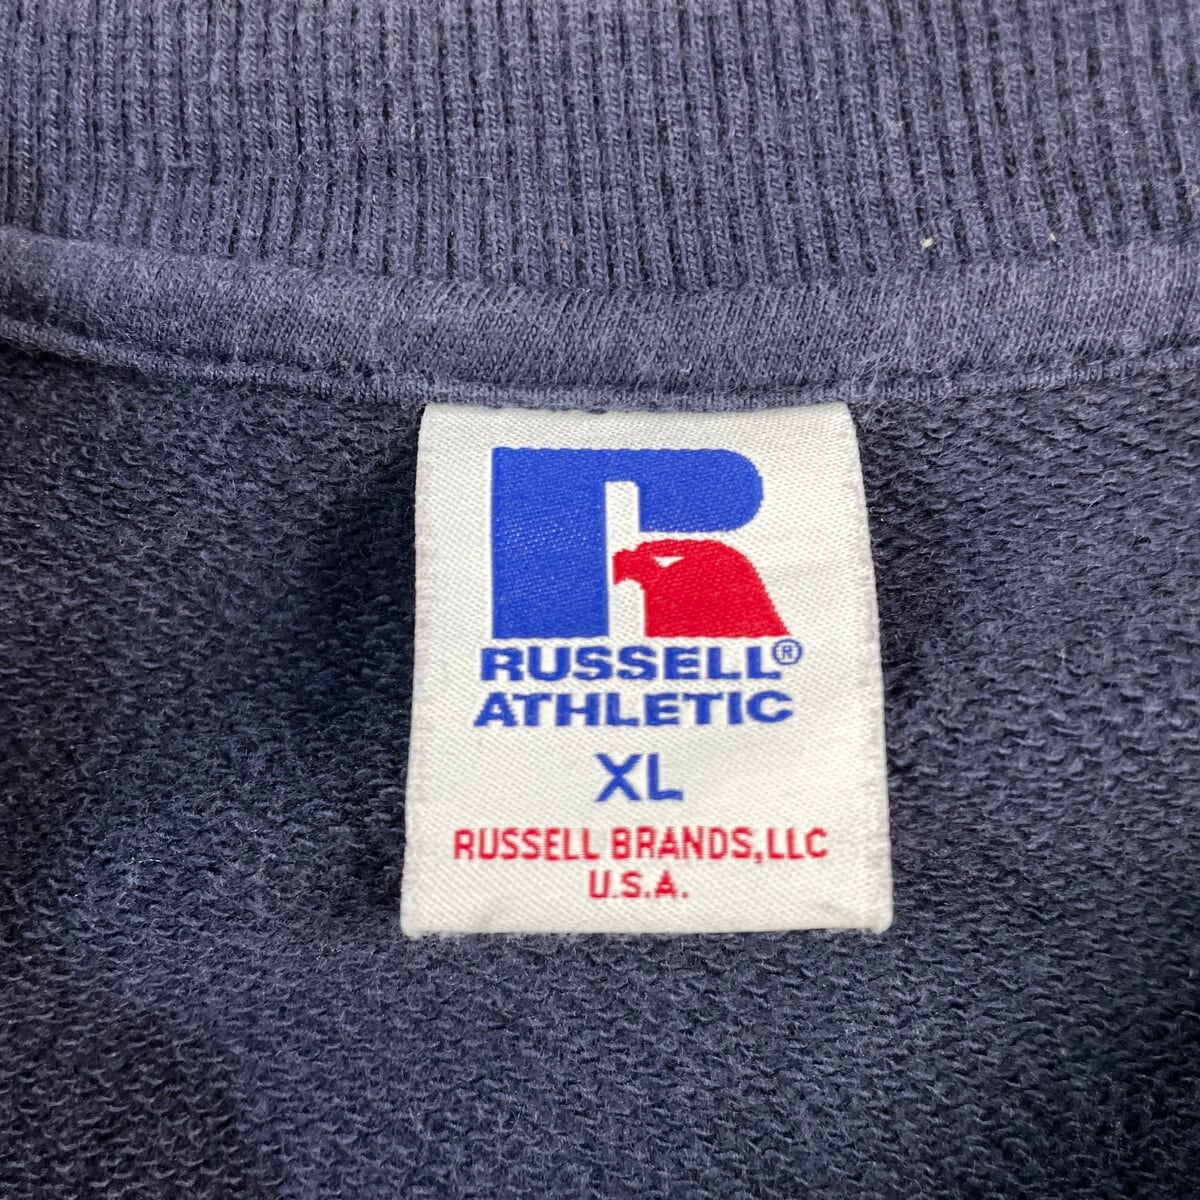 R
RUSSELL®
ATHLETIC
XL
RUSSELL BRANDS,LLC
U.S.A.